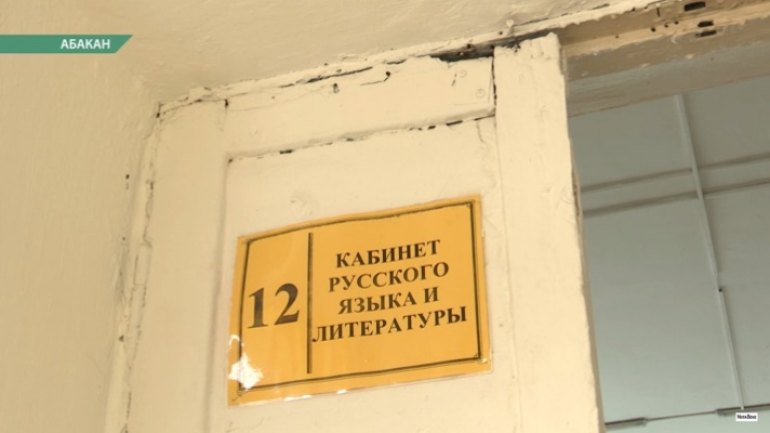 АБАКАН
12
КАБИНЕТ
РУССКОГО
ЯЗЫКА И
ЛИТЕРАТУРЫ